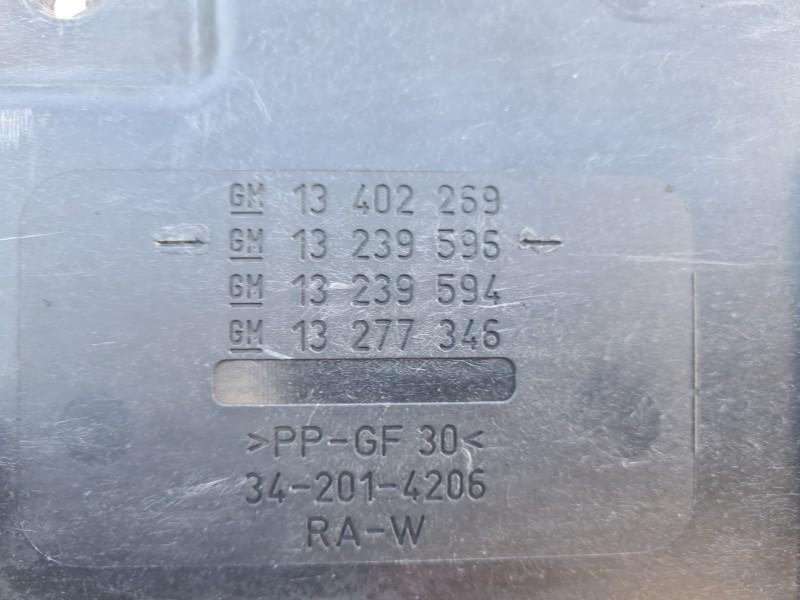 GM 13 402 269
GM 13 239 596
GM 13 239 594
GM 13 277 346
>PP-GF 30<
34-201-4206
RA-W